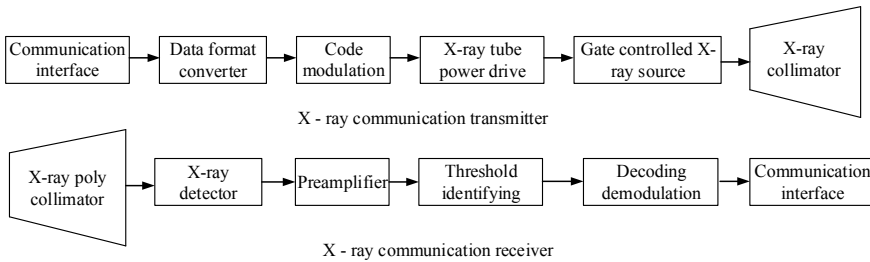 Communication
interface
Data format
converter
Code
modulation
X-ray tube
power drive
Gate controlled X-
ray source
X-ray
collimator
X - ray communication transmitter
X-ray poly
collimator
X-ray
detector
Preamplifier
Threshold
identifying
Decoding
demodulation
Communication
interface
X - ray communication receiver